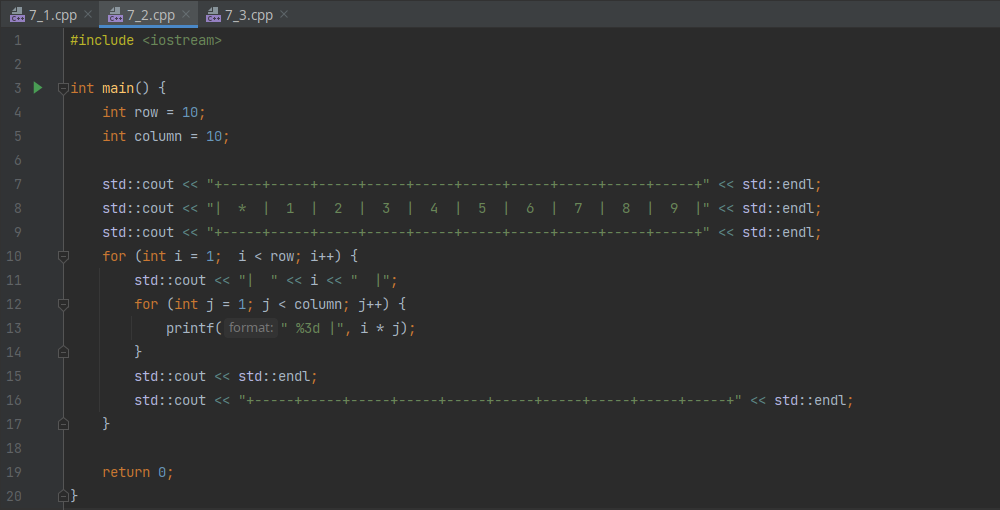 7_1.cpp 7_2.cpp 7_3.cpp
1 #include <iostream>
2
3 int main() {
4     int row = 10;
5     int column = 10;
6
7     std::cout << "+-----+-----+-----+-----+-----+-----+-----+-----+-----+-----+" << std::endl;
8     std::cout << "|  *  |  1  |  2  |  3  |  4  |  5  |  6  |  7  |  8  |  9  |" << std::endl;
9     std::cout << "+-----+-----+-----+-----+-----+-----+-----+-----+-----+-----+" << std::endl;
10     for (int i = 1;  i < row; i++) {
11         std::cout << "|  " << i << "  |";
12         for (int j = 1; j < column; j++) {
13             printf( format: " %3d |", i * j);
14         }
15         std::cout << std::endl;
16         std::cout << "+-----+-----+-----+-----+-----+-----+-----+-----+-----+-----+" << std::endl;
17     }
18
19     return 0;
20 }